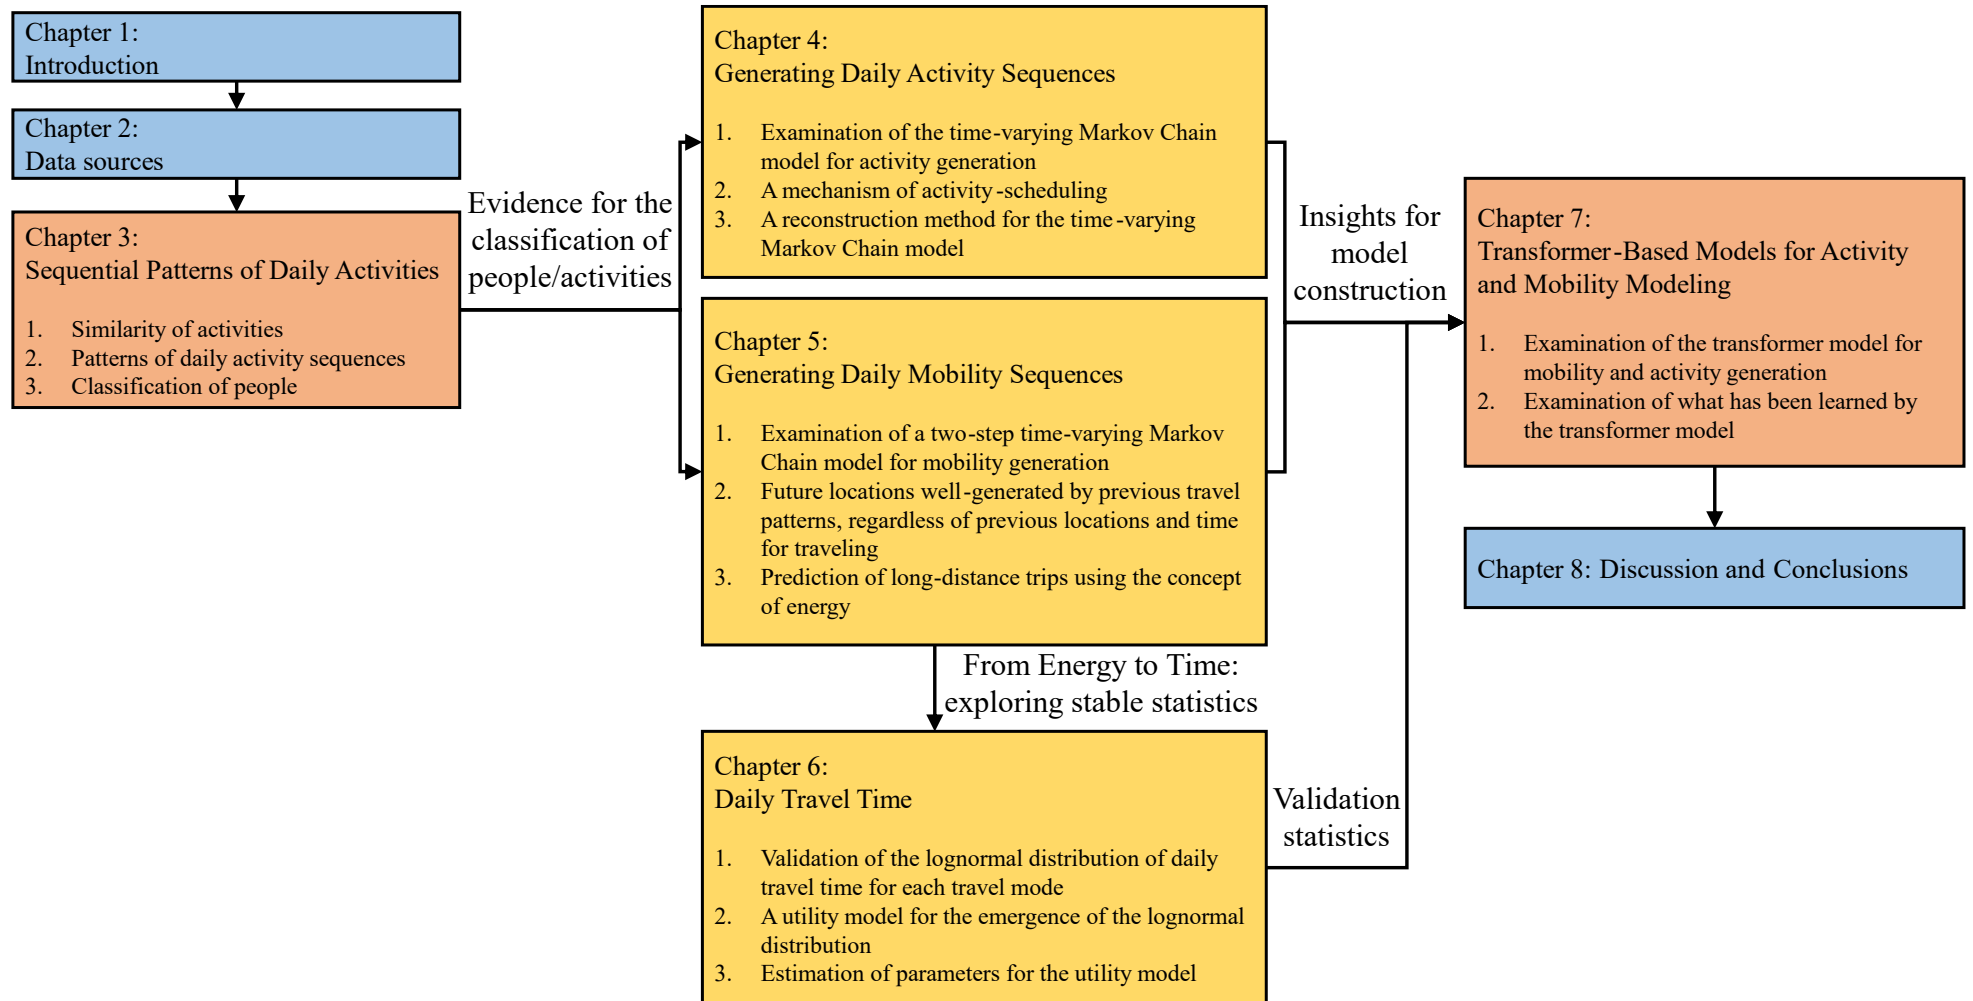 Chapter 1:
Introduction
Chapter 2:
Data sources
Chapter 3:
Sequential Patterns of Daily Activities
1. Similarity of activities
2. Patterns of daily activity sequences
3. Classification of people
Evidence for the
classification of
people/activities
Chapter 4:
Generating Daily Activity Sequences
1. Examination of the time-varying Markov Chain
model for activity generation
2. A mechanism of activity-scheduling
3. A reconstruction method for the time-varying
Markov Chain model
Chapter 5:
Generating Daily Mobility Sequences
1. Examination of a two-step time-varying Markov
Chain model for mobility generation
2. Future locations well-generated by previous travel
patterns, regardless of previous locations and time
for traveling
3. Prediction of long-distance trips using the concept
of energy
From Energy to Time:
exploring stable statistics
Chapter 6:
Daily Travel Time
1. Validation of the lognormal distribution of daily
travel time for each travel mode
2. A utility model for the emergence of the lognormal
distribution
3. Estimation of parameters for the utility model
Insights for
model
construction
Validation
statistics
Chapter 7:
Transformer-Based Models for Activity
and Mobility Modeling
1. Examination of the transformer model for
mobility and activity generation
2. Examination of what has been learned by
the transformer model
Chapter 8: Discussion and Conclusions